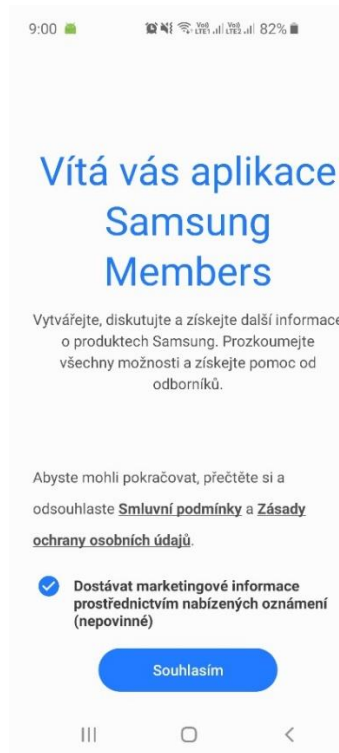 9:00 82%
Vítá vás aplikace
Samsung
Members
Vytvářejte, diskutujte a získejte další informace
o produktech Samsung. Prozkoumejte
všechny možnosti a získejte pomoc od
odborníků.
Abyste mohli pokračovat, přečtěte si a
odsouhlaste Smluvní podmínky a Zásady
ochrany osobních údajů.
Dostávat marketingové informace
prostřednictvím nabízených oznámení
(nepovinné)
Souhlasím